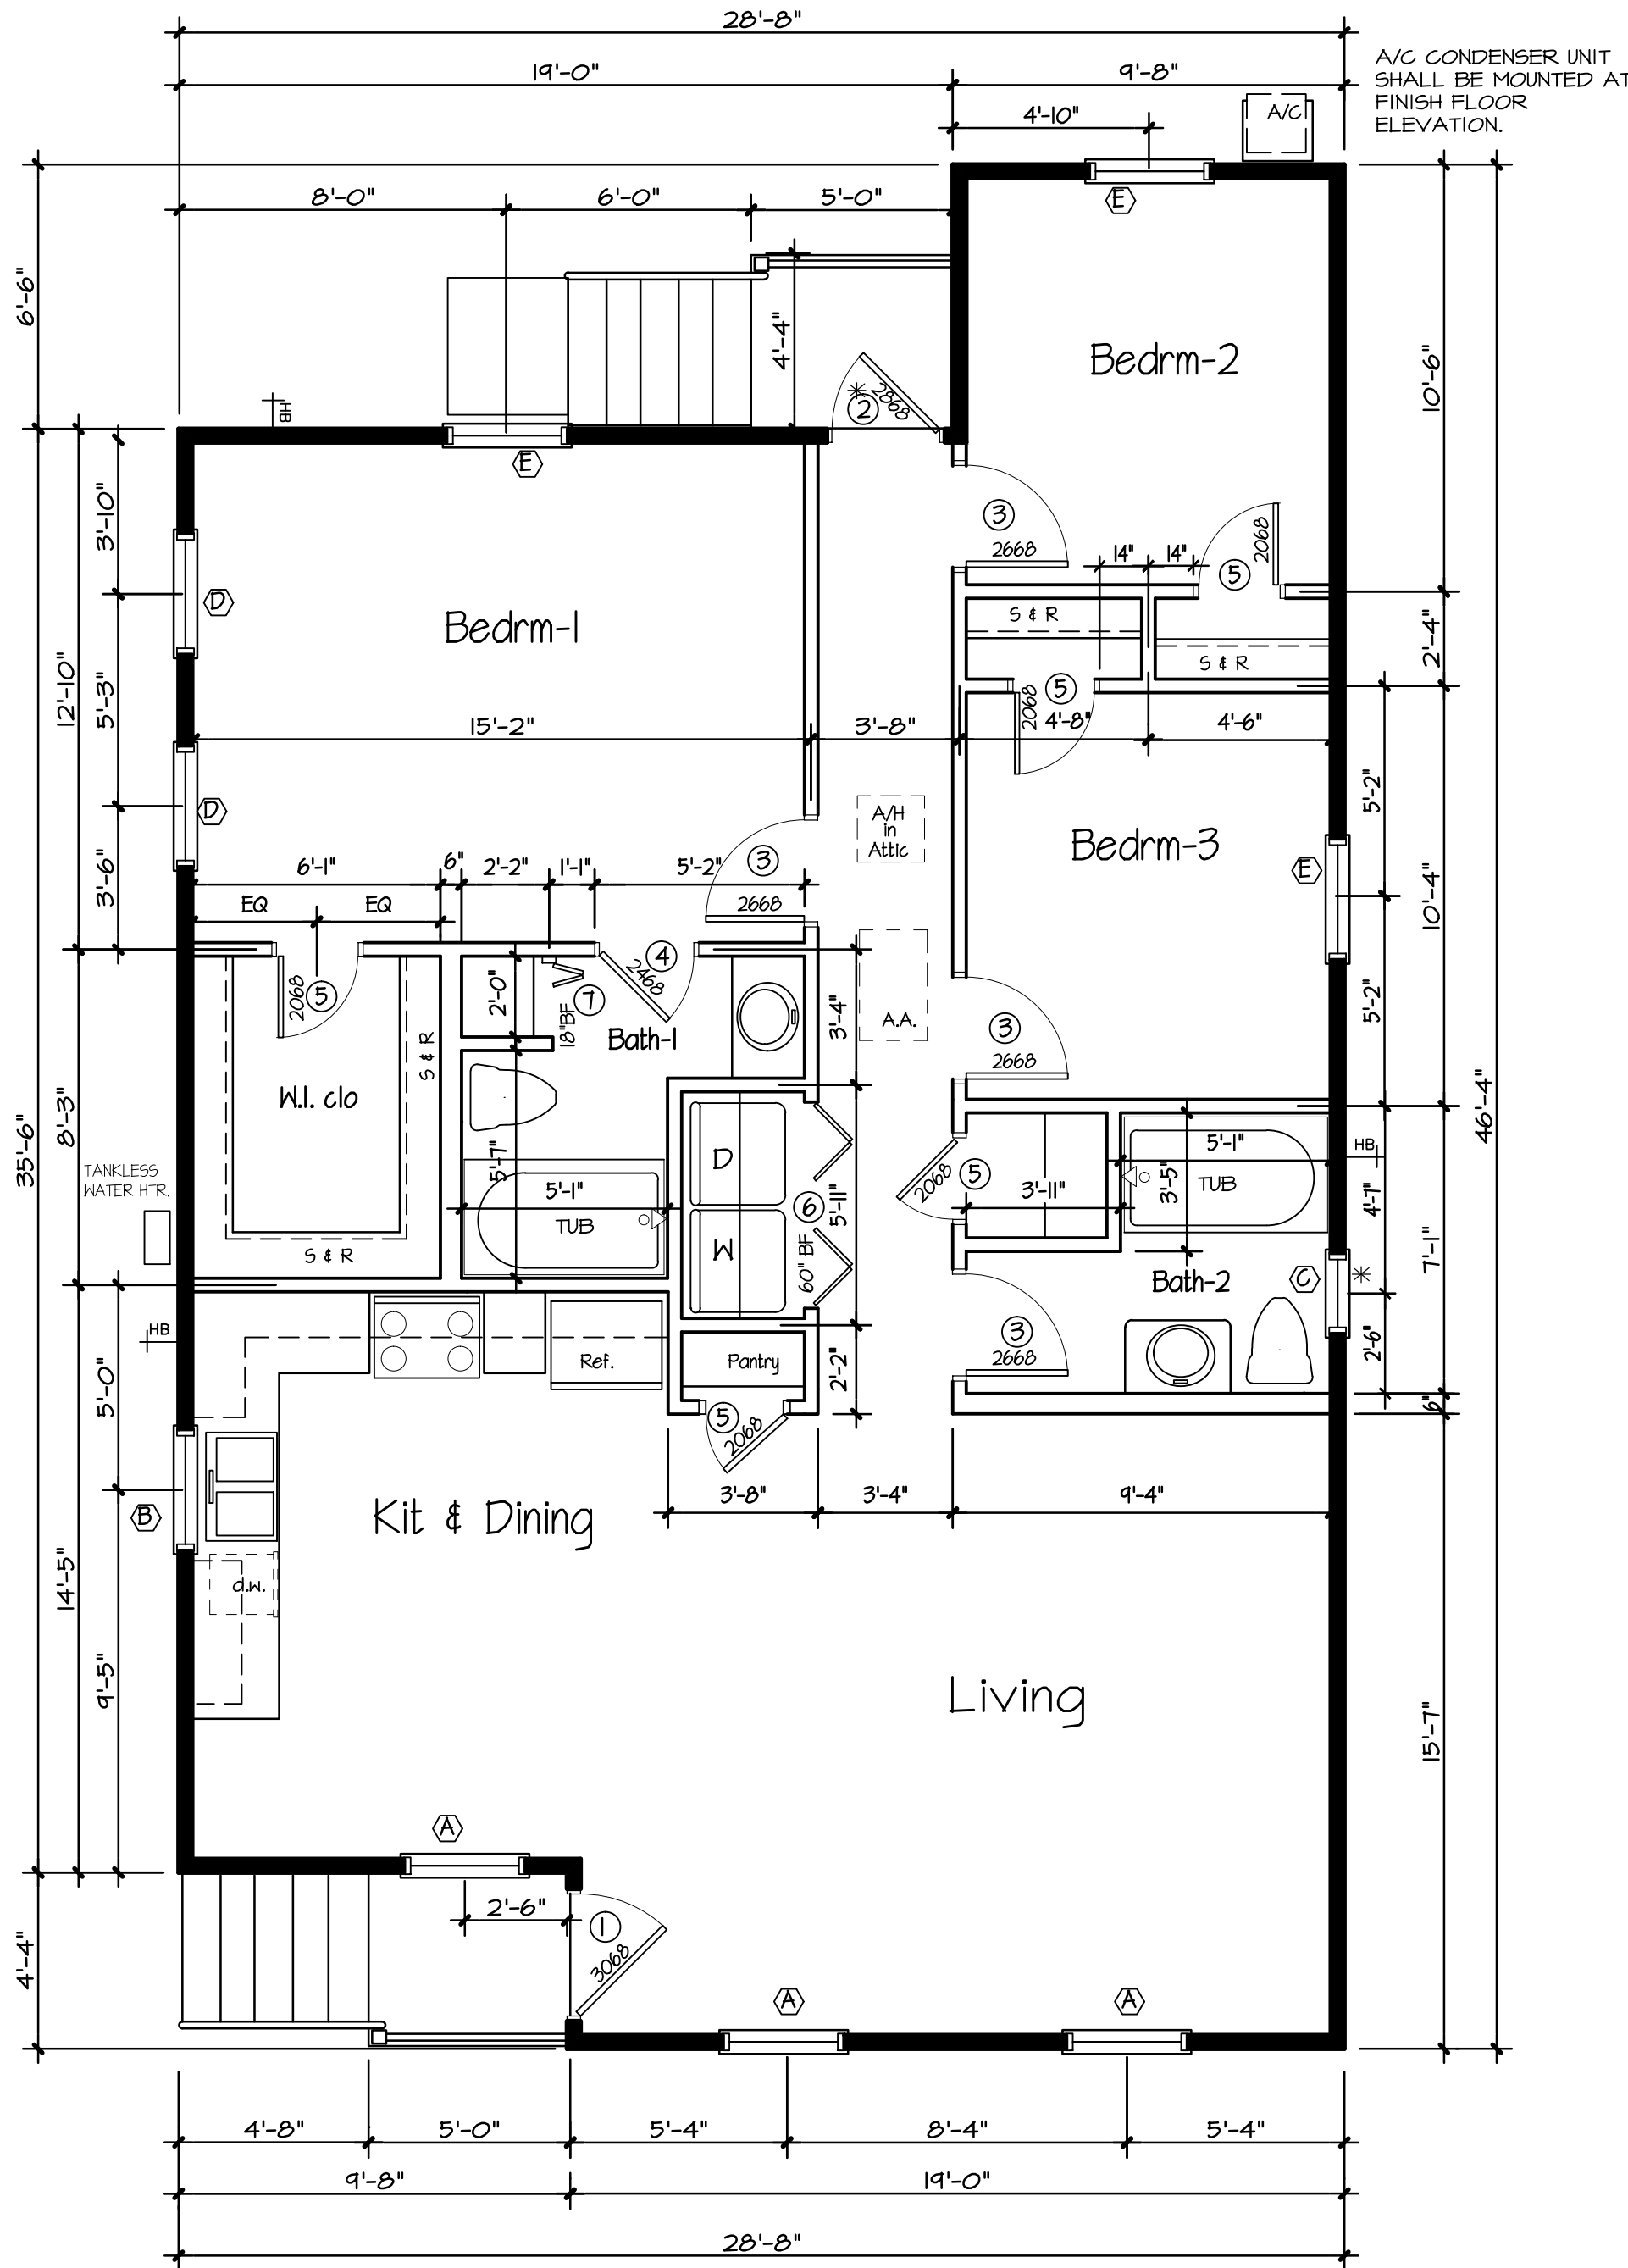 28'-8"
19'-0"
9'-8"
A/C CONDENSER UNIT
SHALL BE MOUNTED AT
FINISH FLOOR
ELEVATION.
4'-10"
A/C
8'-0"
6'-0"
5'-0"
E
6'-6"
4'-4"
Bedrm-2
10'-6"
HB
2
2868
E
3'-10"
3
2668
14"
14"
5
2068
D
Bedrm-1
S & R
S & R
2'-4"
12'-10"
5'-3"
5
2068
15'-2"
3'-8"
4'-8"
4'-6"
5'-2"
D
A/H
in
Attic
Bedrm-3
E
10'-4"
3'-6"
6'-1"
6"
2'-2"
1'-1"
5'-2"
3
2668
EQ
EQ
4
2468
2068
5
2'-0"
7
18"BF
Bath-1
3'-4"
A.A.
5'-2"
3
2668
S & R
W.I. clo
8'-3"
35'-6"
46'-4"
TANKLESS
WATER HTR.
5'-7"
D
5'-1"
TUB
W
6
60" BF
5'-11"
2068
5
3'-11"
5'-1"
3'-5"
TUB
HB
4'-7"
7'-11"
S & R
Bath-2
C
HB
Ref.
Pantry
2'-2"
3
2668
2'-6"
6"
5'-0"
5
2068
3'-8"
3'-4"
9'-4"
B
Kit & Dining
14'-5"
d.w.
9'-5"
Living
15'-7"
A
2'-6"
1
3068
4'-4"
A
A
4'-8"
5'-0"
5'-4"
8'-4"
5'-4"
9'-8"
19'-0"
28'-8"